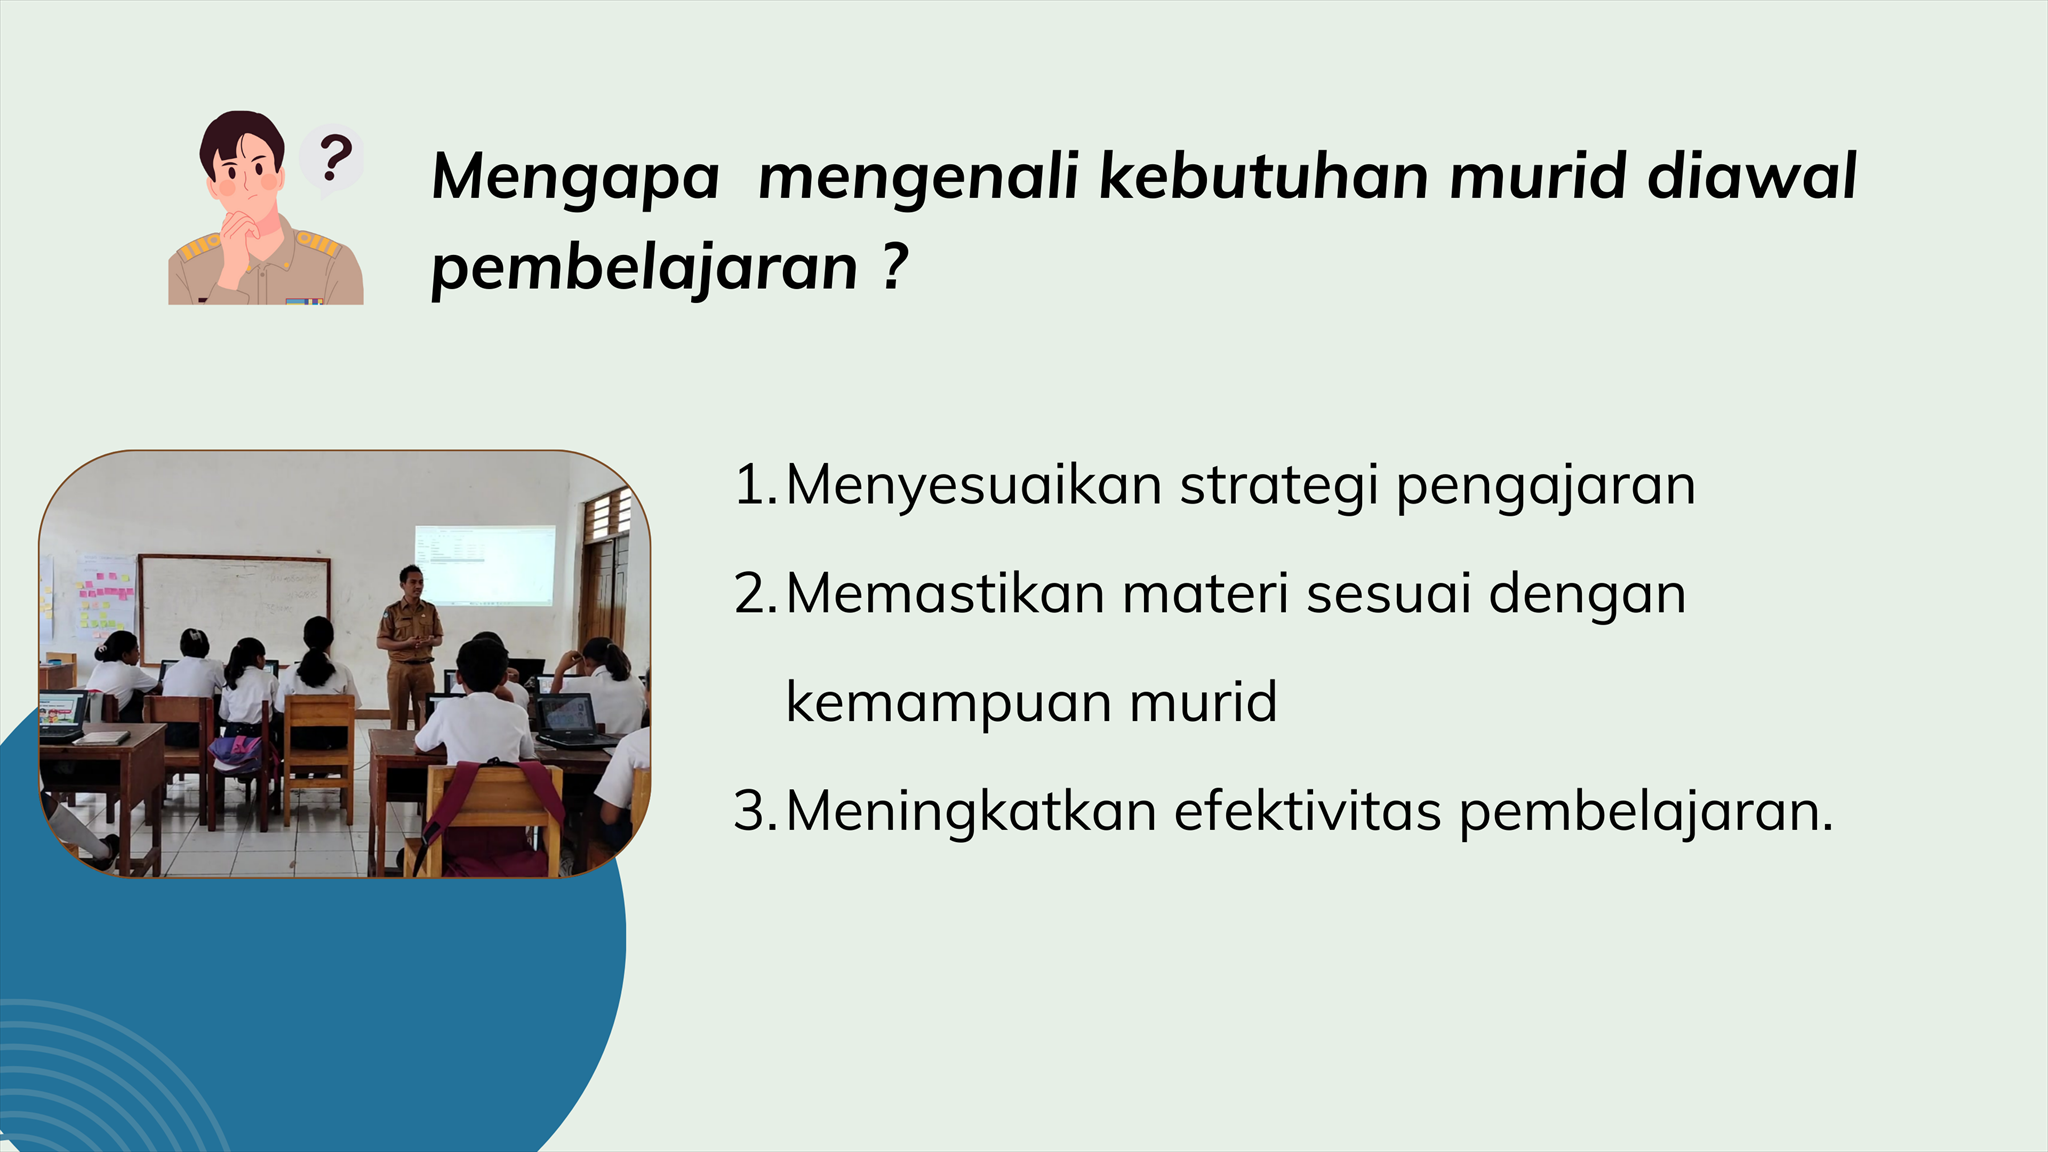 ?
Mengapa  mengenali kebutuhan murid diawal
pembelajaran ?
1. Menyesuaikan strategi pengajaran
2. Memastikan materi sesuai dengan
kemampuan murid
3. Meningkatkan efektivitas pembelajaran.